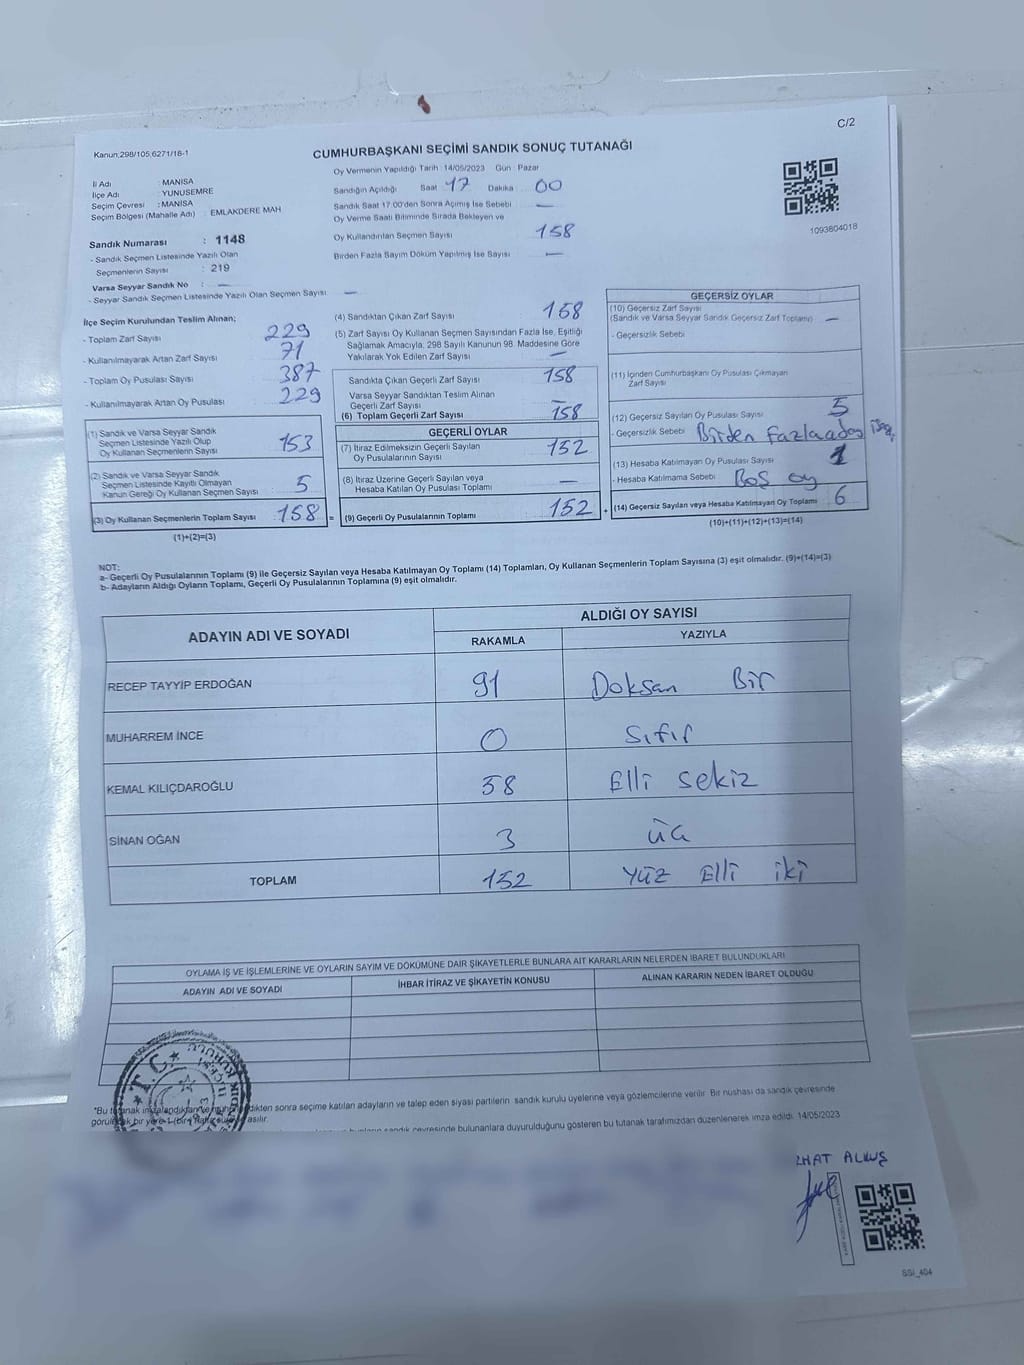 C/2
Kanun:298/105;6271/18-1
CUMHURBAŞKANI SEÇİMİ SANDIK SONUÇ TUTANAĞI
İl Adı : MANİSA
İlçe Adı : YUNUSEMRE
Seçim Çevresi : MANİSA
Seçim Bölgesi (Mahalle Adı) : EMLAKDERE MAH
Sandık Numarası : 1148
- Sandık Seçmen Listesinde Yazılı Olan
Seçmenlerin Sayısı : 219
Varsa Seyyar Sandık No : —
- Seyyar Sandık Seçmen Listesinde Yazılı Olan Seçmen Sayısı: —
Oy Vermenin Yapıldığı Tarih : 14/05/2023 Gün : Pazar
Sandığın Açıldığı Saat : 17 Dakika : 00
Sandık Saat 17:00'den Sonra Açımış İse Sebebi : —
Oy Verme Saati Bitiminde Sırada Bekleyen ve
Oy Kullandırılan Seçmen Sayısı : 158
Birden Fazla Sayım Döküm Yapılmış İse Sayısı : —
1093804018
İlçe Seçim Kurulundan Teslim Alınan;
- Toplam Zarf Sayısı : 229
- Kullanılmayarak Artan Zarf Sayısı : 71
- Toplam Oy Pusulası Sayısı : 387
- Kullanılmayarak Artan Oy Pusulası : 229
(1) Sandık ve Varsa Seyyar Sandık
Seçmen Listesinde Yazılı Olup
Oy Kullanan Seçmenlerin Sayısı : 153
(2) Sandık ve Varsa Seyyar Sandık
Seçmen Listesinde Kayıtlı Olmayan
Kanun Gereği Oy Kullanan Seçmen Sayısı : 5
(3) Oy Kullanan Seçmenlerin Toplam Sayısı : 158 =
(1)+(2)=(3)
(4) Sandıktan Çıkan Zarf Sayısı : 158
(5) Zarf Sayısı Oy Kullanan Seçmen Sayısından Fazla İse, Eşitliği
Sağlamak Amacıyla, 298 Sayılı Kanunun 98. Maddesine Göre
Yakılarak Yok Edilen Zarf Sayısı : —
Sandıkta Çıkan Geçerli Zarf Sayısı : 158
Varsa Seyyar Sandıktan Teslim Alınan
Geçerli Zarf Sayısı : —
(6) Toplam Geçerli Zarf Sayısı : 158
GEÇERLİ OYLAR
(7) İtiraz Edilmeksizin Geçerli Sayılan
Oy Pusulalarının Sayısı : 152
(8) İtiraz Üzerine Geçerli Sayılan veya
Hesaba Katılan Oy Pusulası Toplamı : —
(9) Geçerli Oy Pusulalarının Toplamı : 152 +
GEÇERSİZ OYLAR
(10) Geçersiz Zarf Sayısı
(Sandık ve Varsa Seyyar Sandık Geçersiz Zarf Toplamı) : —
- Geçersizlik Sebebi :
(11) İçinden Cumhurbaşkanı Oy Pusulası Çıkmayan
Zarf Sayısı :
(12) Geçersiz Sayılan Oy Pusulası Sayısı : 5
- Geçersizlik Sebebi : Birden Fazla aday
(13) Hesaba Katılmayan Oy Pusulası Sayısı : 1
- Hesaba Katılmama Sebebi : Boş oy
(14) Geçersiz Sayılan veya Hesaba Katılmayan Oy Toplamı : 6
(10)+(11)+(12)+(13)=(14)
NOT:
a- Geçerli Oy Pusulalarının Toplamı (9) ile Geçersiz Sayılan veya Hesaba Katılmayan Oy Toplamı (14) Toplamları, Oy Kullanan Seçmenlerin Toplam Sayısına (3) eşit olmalıdır. (9)+(14)=(3)
b- Adayların Aldığı Oyların Toplamı, Geçerli Oy Pusulalarının Toplamına (9) eşit olmalıdır.
ADAYIN ADI VE SOYADI ALDIĞI OY SAYISI
RAKAMLA YAZIYLA
RECEP TAYYİP ERDOĞAN 91 Doksan Bir
MUHARREM İNCE 0 Sıfır
KEMAL KILIÇDAROĞLU 58 Elli sekiz
SİNAN OĞAN 3 üç
TOPLAM 152 Yüz Elli iki
OYLAMA İŞ VE İŞLEMLERİNE VE OYLARIN SAYIM VE DÖKÜMÜNE DAİR ŞİKAYETLERLE BUNLARA AİT KARARLARIN NELERDEN İBARET BULUNDUKLARI
ADAYIN ADI VE SOYADI İHBAR İTİRAZ VE ŞİKAYETİN KONUSU ALINAN KARARIN NEDEN İBARET OLDUĞU
T.C.
"Bu tutanak imzalandıktan ve sonra seçime katılan adayların ve talep eden siyasi partilerin sandık kurulu üyelerine veya gözlemcilerine verilir. Bir nüshası da sandık çevresinde
bir yere 1 (bir) asılır.
sandık çevresinde bulunanlara duyurulduğunu gösteren bu tutanak tarafımızdan düzenlenerek imza edildi. 14/05/2023
SSİ_404